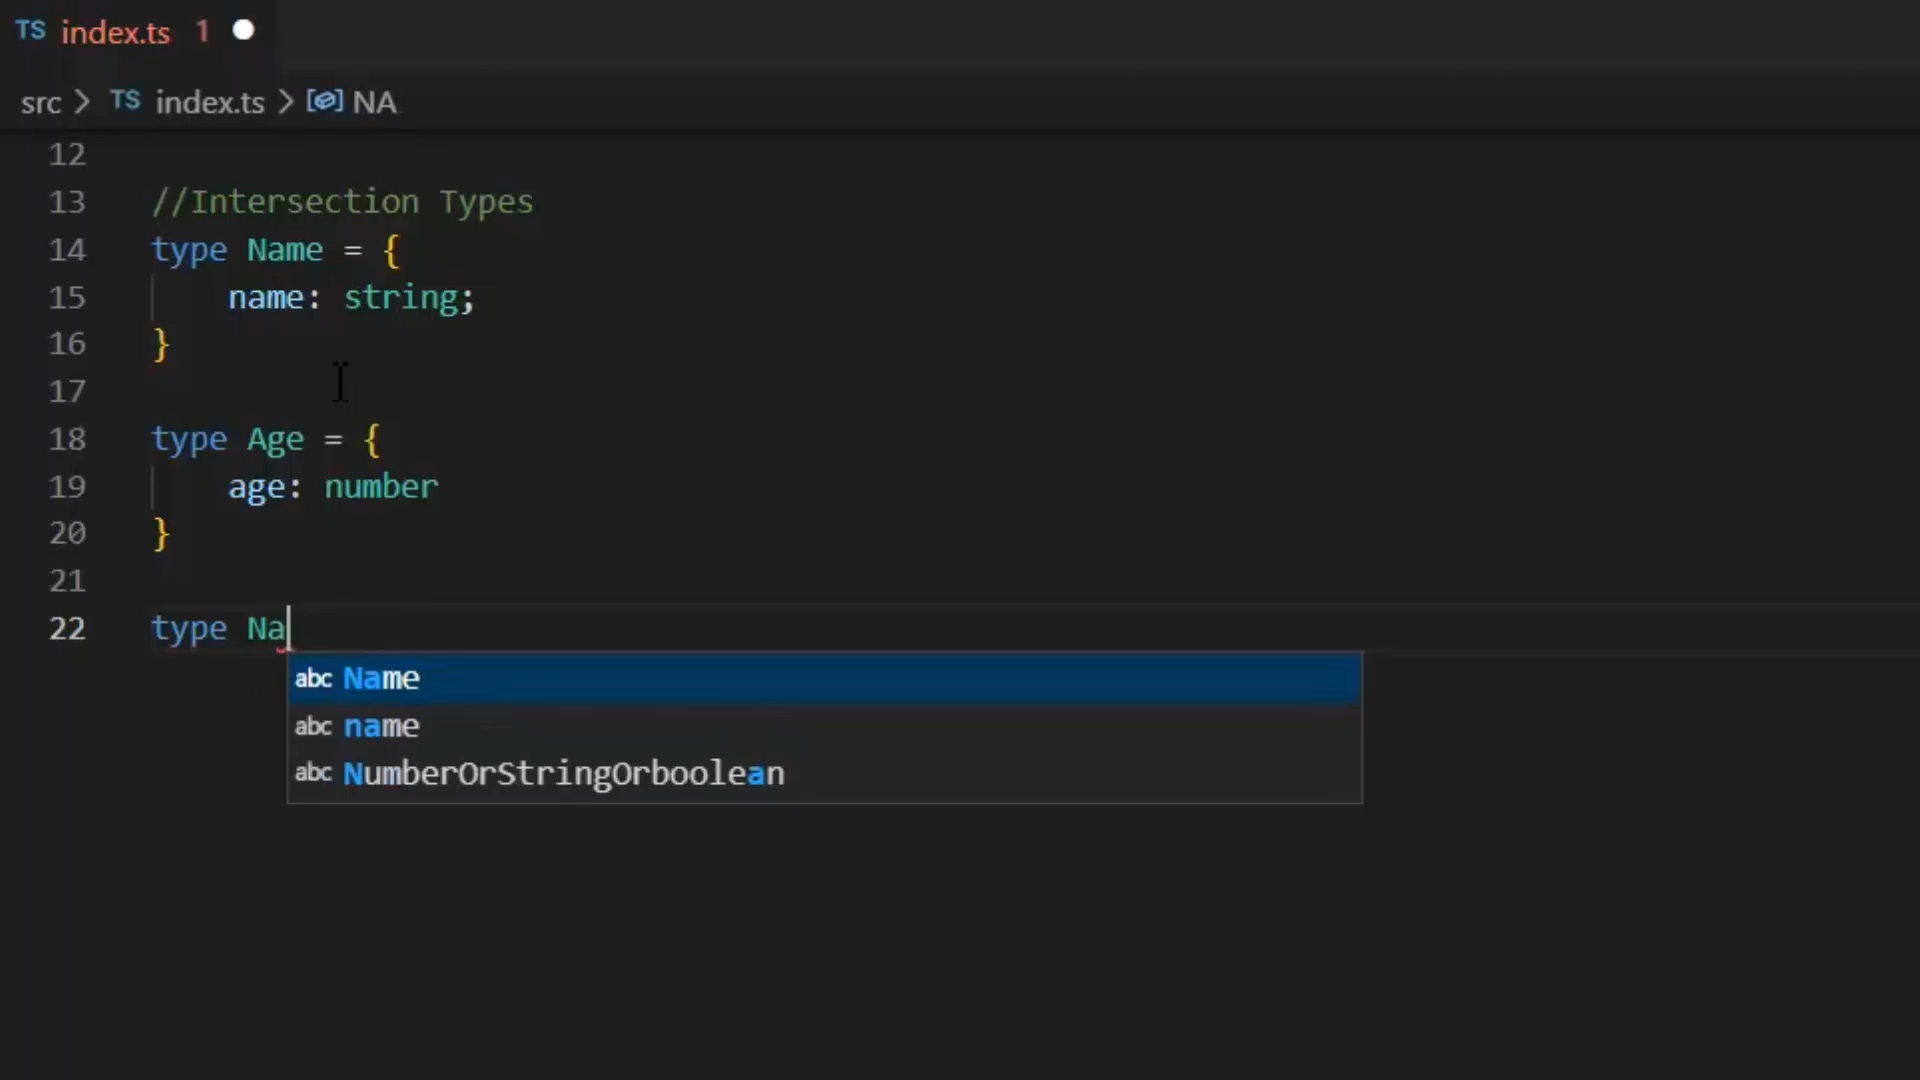 TS index.ts 1
src > TS index.ts > NA
12
13 //Intersection Types
14 type Name = {
15 name: string;
16 }
17
18 type Age = {
19 age: number
20 }
21
22 type Na
abc Name
abc name
abc NumberOrStringOrboolean